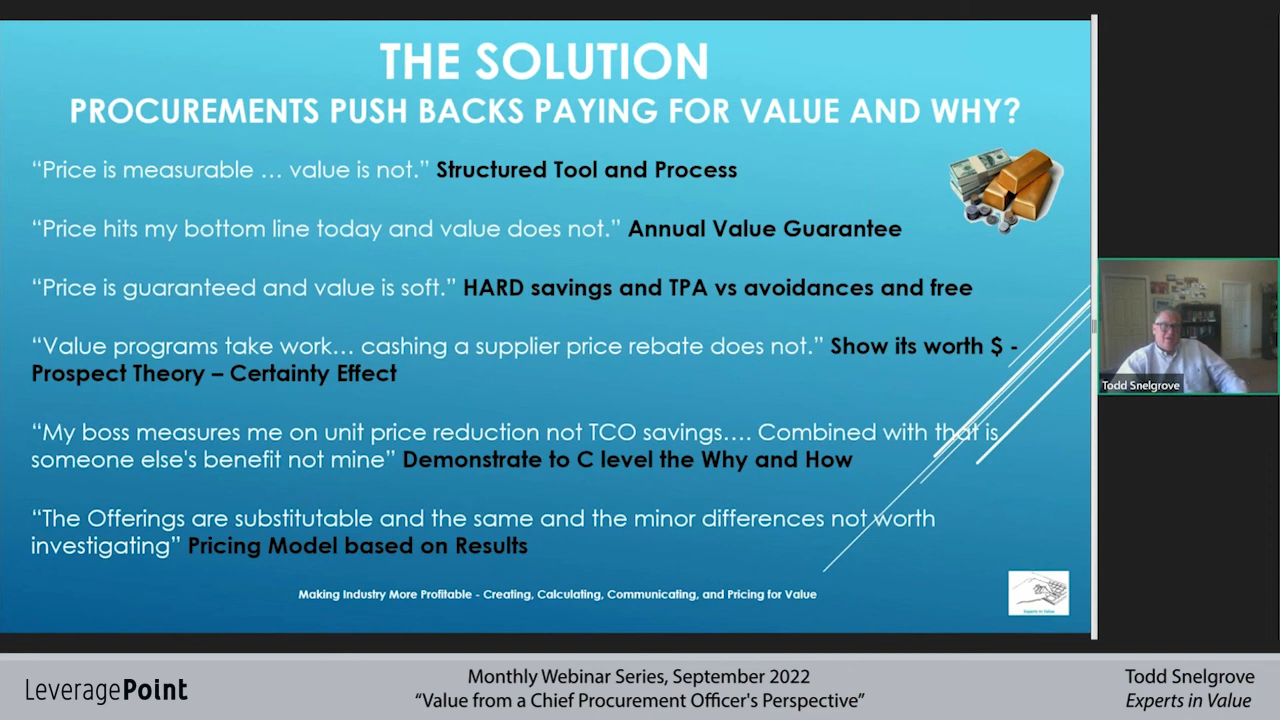 THE SOLUTION
PROCUREMENTS PUSH BACKS PAYING FOR VALUE AND WHY?
“Price is measurable … value is not.” Structured Tool and Process
“Price hits my bottom line today and value does not.” Annual Value Guarantee
“Price is guaranteed and value is soft.” HARD savings and TPA vs avoidances and free
“Value programs take work… cashing a supplier price rebate does not.” Show its worth $ -
Prospect Theory – Certainty Effect
“My boss measures me on unit price reduction not TCO savings…. Combined with that is
someone else's benefit not mine” Demonstrate to C level the Why and How
“The Offerings are substitutable and the same and the minor differences not worth
investigating” Pricing Model based on Results
Making Industry More Profitable - Creating, Calculating, Communicating, and Pricing for Value
Experts in Value
Todd Snelgrove
LeveragePoint
Monthly Webinar Series, September 2022
“Value from a Chief Procurement Officer's Perspective”
Todd Snelgrove
Experts in Value